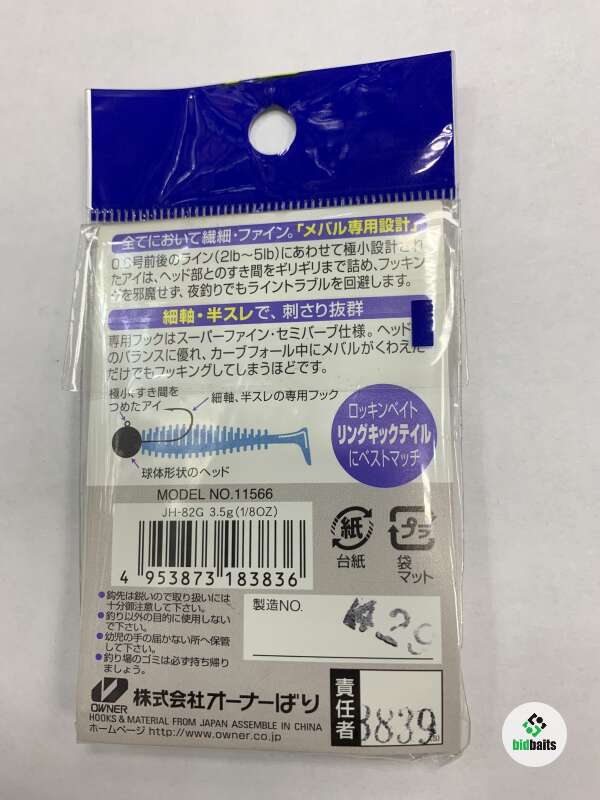 全てにおいて繊細・ファイン。「メバル専用設計」
0.6号前後のライン(2lb~5lb)にあわせて極小設計され
たアイは、ヘッド部とのすき間をギリギリまで詰め、フッキン
グを邪魔せず、夜釣りでもライントラブルを回避します。
細軸・半スレで、刺さり抜群
専用フックはスーパーファイン・セミバーブ仕様。ヘッド
のバランスに優れ、カーブフォール中にメバルがくわえた
だけでもフッキングしてしまうほどです。
極小、すき間を
つめたアイ
細軸、半スレの専用フック
球体形状のヘッド
ロッキンベイト
リングキックテイル
にベストマッチ
MODEL NO.11566
JH-82G 3.5g(1/8OZ)
4 953873 183836
紙
台紙
プラ
袋
マット
●鈎先は鋭いので取り扱いには
十分御注意して下さい。
●釣り以外の目的に使用しない
で下さい。
●幼児の手の届かない所へ保管
して下さい。
●釣り場のゴミは必ず持ち帰り
ましょう。
製造NO.
OWNER
株式会社オーナーばり
HOOKS & MATERIAL FROM JAPAN ASSEMBLE IN CHINA
ホームページ http://www.owner.co.jp
責任者
3839
bidbaits